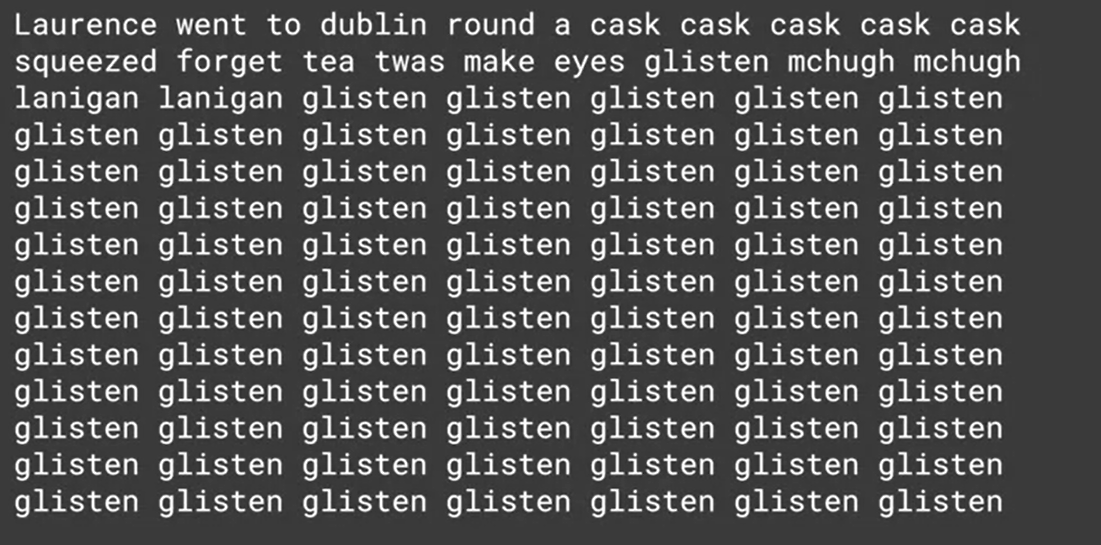 Laurence went to dublin round a cask cask cask cask cask
squeezed forget tea twas make eyes glisten mchugh mchugh
lanigan lanigan glisten glisten glisten glisten glisten
glisten glisten glisten glisten glisten glisten glisten
glisten glisten glisten glisten glisten glisten glisten
glisten glisten glisten glisten glisten glisten glisten
glisten glisten glisten glisten glisten glisten glisten
glisten glisten glisten glisten glisten glisten glisten
glisten glisten glisten glisten glisten glisten glisten
glisten glisten glisten glisten glisten glisten glisten
glisten glisten glisten glisten glisten glisten glisten
glisten glisten glisten glisten glisten glisten glisten
glisten glisten glisten glisten glisten glisten glisten
glisten glisten glisten glisten glisten glisten glisten